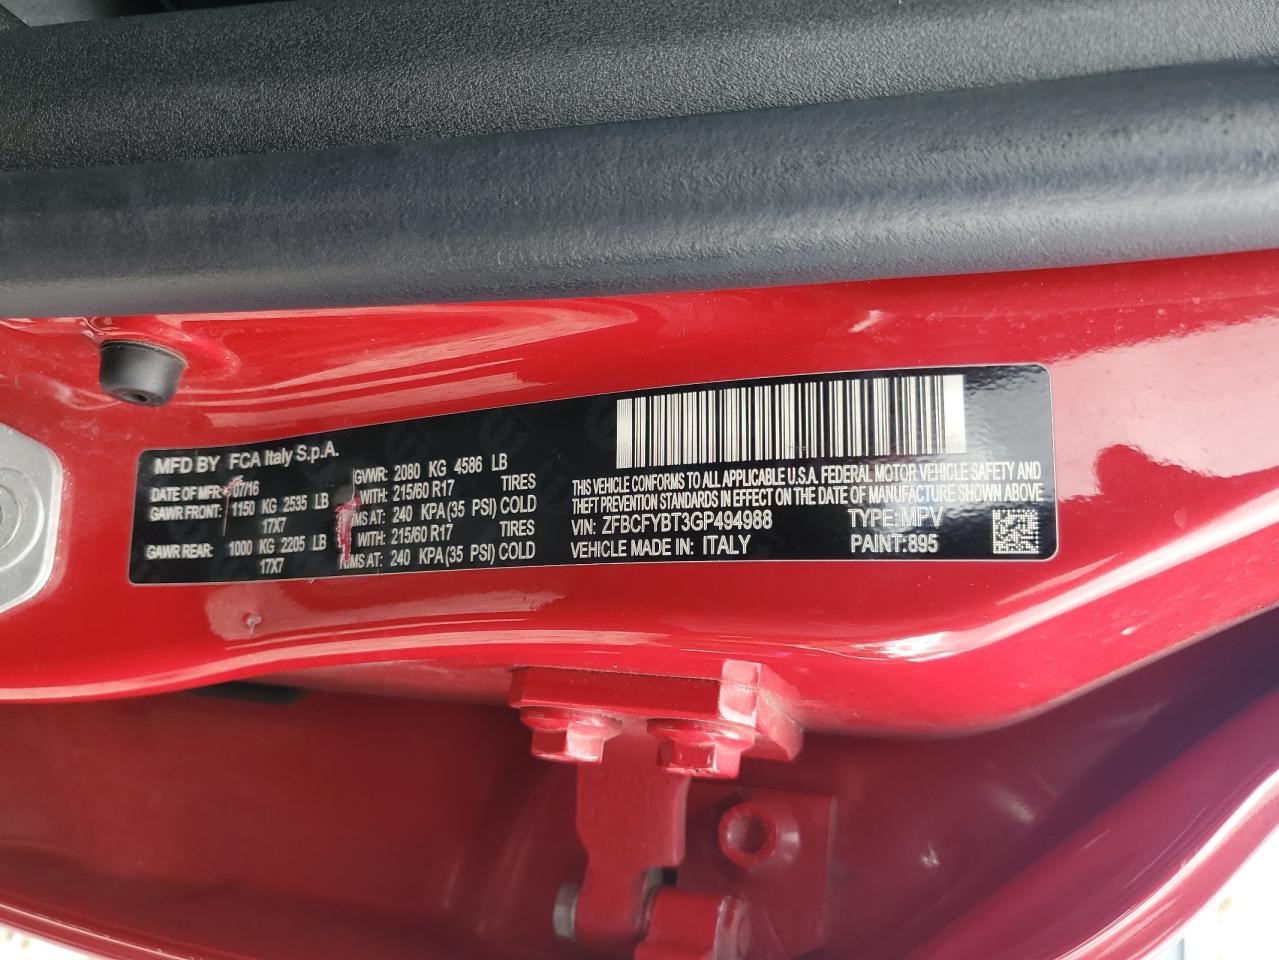 MFD BY FCA Italy S.p.A.
DATE OF MFR: 07/16 GVWR: 2080 KG 4586 LB
GAWR FRONT: 1150 KG 2535 LB WITH: 215/60 R17 TIRES
17X7 RIMS AT: 240 KPA(35 PSI) COLD
GAWR REAR: 1000 KG 2205 LB WITH: 215/60 R17 TIRES
17X7 RIMS AT: 240 KPA(35 PSI) COLD
THIS VEHICLE CONFORMS TO ALL APPLICABLE U.S.A. FEDERAL MOTOR VEHICLE SAFETY AND
THEFT PREVENTION STANDARDS IN EFFECT ON THE DATE OF MANUFACTURE SHOWN ABOVE
VIN: ZFBCFYBT3GP494988 TYPE: MPV
VEHICLE MADE IN: ITALY PAINT:895